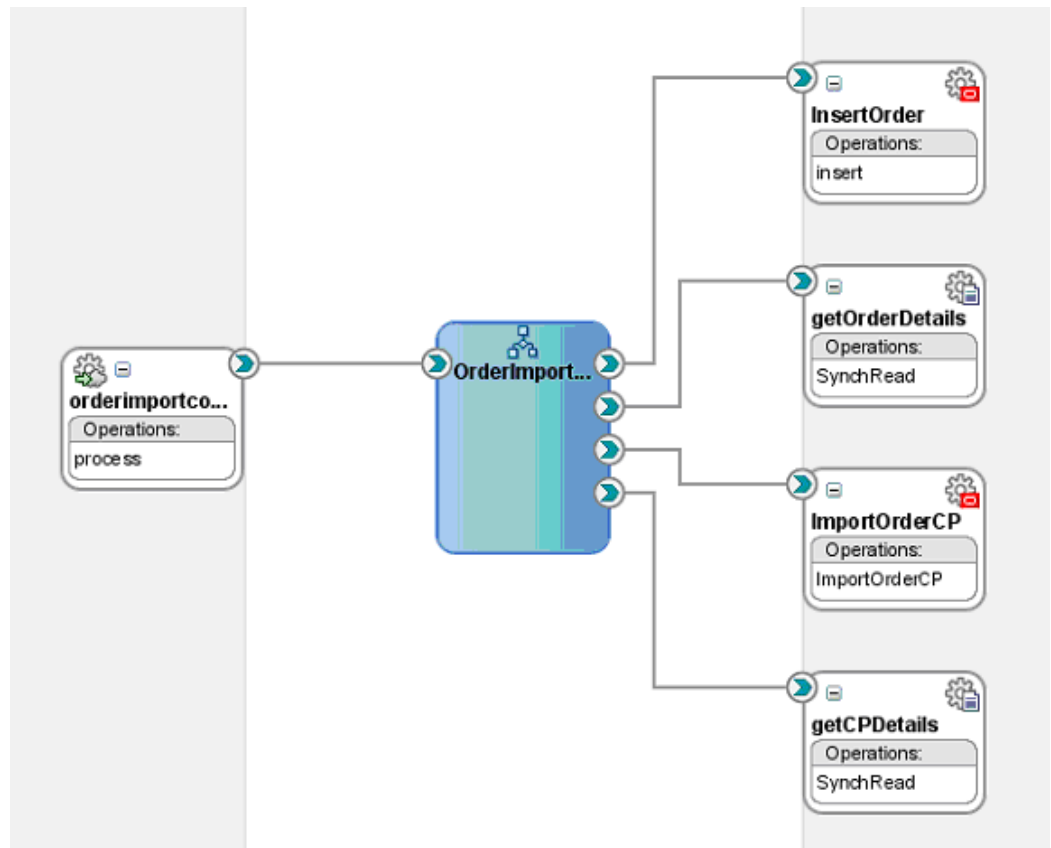 orderimportco...
Operations:
process
OrderImport...
InsertOrder
Operations:
insert
getOrderDetails
Operations:
SynchRead
ImportOrderCP
Operations:
ImportOrderCP
getCPDetails
Operations:
SynchRead